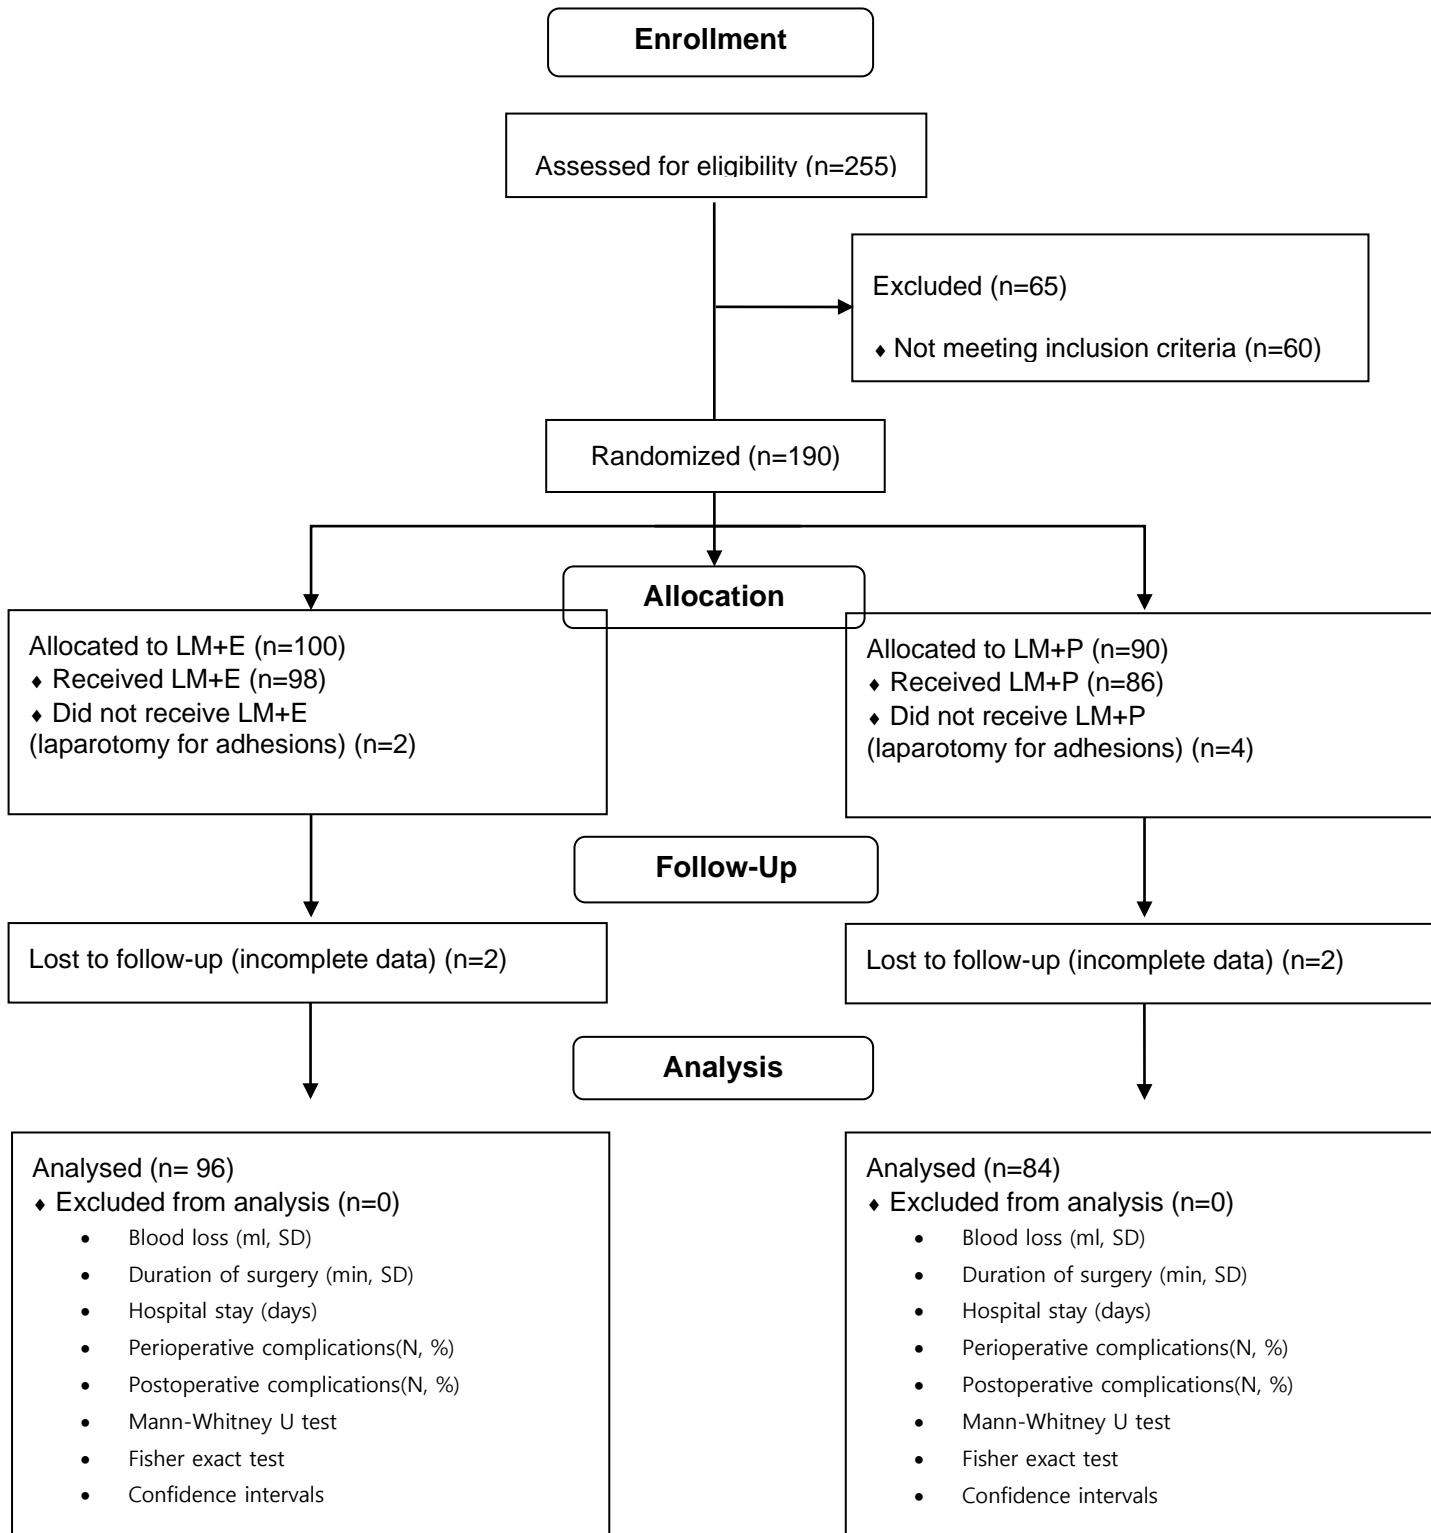 Enrollment
Assessed for eligibility (n=255)
Excluded (n=65)
♦ Not meeting inclusion criteria (n=60)
Randomized (n=190)
Allocation
Allocated to LM+E (n=100)
♦ Received LM+E (n=98)
♦ Did not receive LM+E
(laparotomy for adhesions) (n=2)
Allocated to LM+P (n=90)
♦ Received LM+P (n=86)
♦ Did not receive LM+P
(laparotomy for adhesions) (n=4)
Follow-Up
Lost to follow-up (incomplete data) (n=2)
Lost to follow-up (incomplete data) (n=2)
Analysis
Analysed (n= 96)
♦ Excluded from analysis (n=0)
• Blood loss (ml, SD)
• Duration of surgery (min, SD)
• Hospital stay (days)
• Perioperative complications(N, %)
• Postoperative complications(N, %)
• Mann-Whitney U test
• Fisher exact test
• Confidence intervals
Analysed (n=84)
♦ Excluded from analysis (n=0)
• Blood loss (ml, SD)
• Duration of surgery (min, SD)
• Hospital stay (days)
• Perioperative complications(N, %)
• Postoperative complications(N, %)
• Mann-Whitney U test
• Fisher exact test
• Confidence intervals